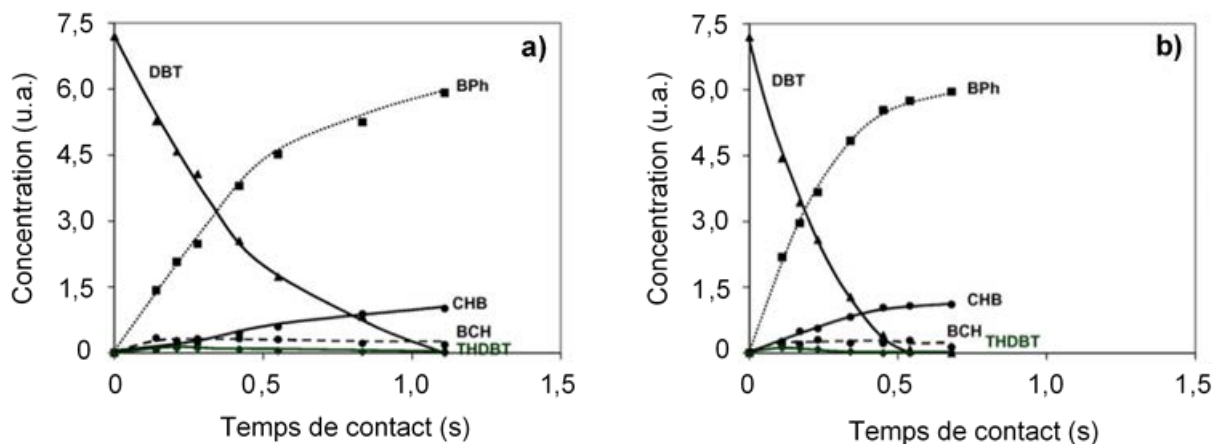 7,5
6,0
4,5
3,0
1,5
0
Concentration (u.a.)
a)
DBT
BPh
CHB
BCH
THDBT
0
0,5
1,0
1,5
Temps de contact (s)
7,5
6,0
4,5
3,0
1,5
0
Concentration (u.a.)
b)
DBT
BPh
CHB
BCH
THDBT
0
0,5
1,0
1,5
Temps de contact (s)